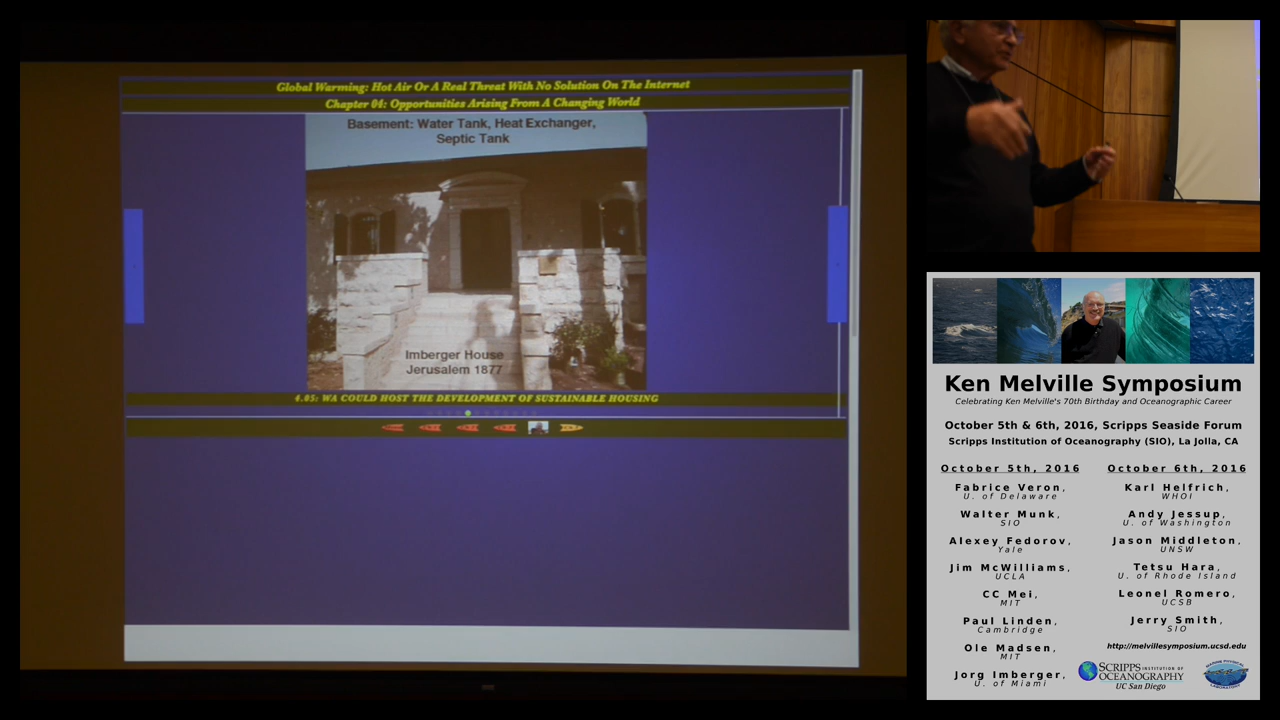 Global Warming: Hot Air Or A Real Threat With No Solution On The Internet
Chapter 04: Opportunities Arising From A Changing World
Basement: Water Tank, Heat Exchanger,
Septic Tank
Imberger House
Jerusalem 1877
4.05: WA COULD HOST THE DEVELOPMENT OF SUSTAINABLE HOUSING
Ken Melville Symposium
Celebrating Ken Melville's 70th Birthday and Oceanographic Career
October 5th & 6th, 2016, Scripps Seaside Forum
Scripps Institution of Oceanography (SIO), La Jolla, CA
October 5th, 2016
Fabrice Veron,
U. of Delaware
Walter Munk,
SIO
Alexey Fedorov,
Yale
Jim McWilliams,
UCLA
CC Mei,
MIT
Paul Linden,
Cambridge
Ole Madsen,
MIT
Jorg Imberger,
U. of Miami
October 6th, 2016
Karl Helfrich,
WHOI
Andy Jessup,
U. of Washington
Jason Middleton,
UNSW
Tetsu Hara,
U. of Rhode Island
Leonel Romero,
UCSB
Jerry Smith,
SIO
http://melvillesymposium.ucsd.edu
SCRIPPS INSTITUTION OF
OCEANOGRAPHY
UC San Diego